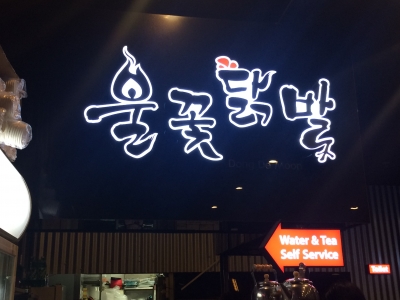 불꽃닭발
Water & Tea
Self Service